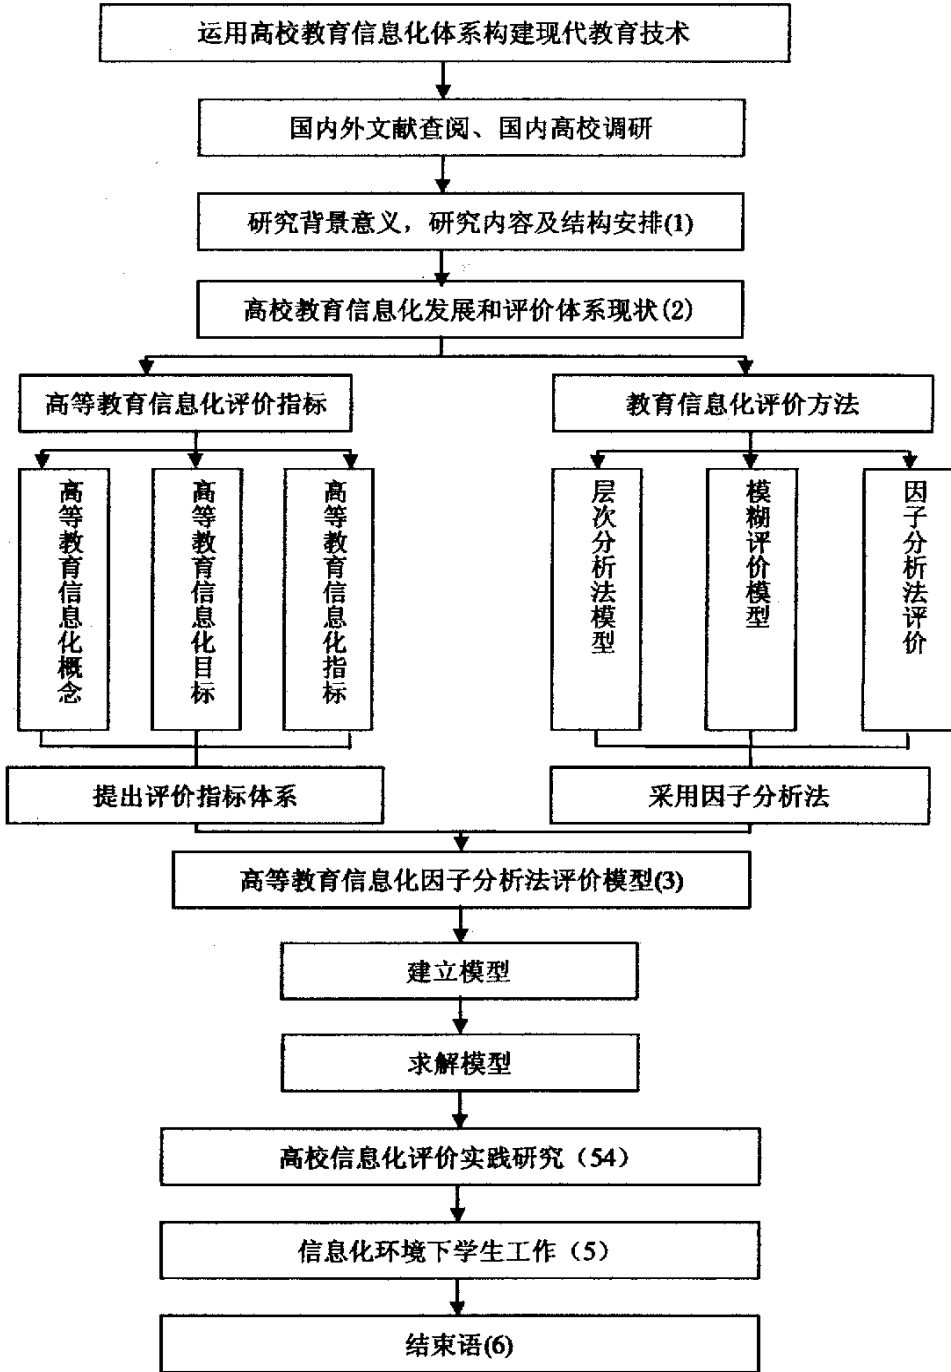 运用高校教育信息化体系构建现代教育技术
国内外文献查阅、国内高校调研
研究背景意义，研究内容及结构安排(1)
高校教育信息化发展和评价体系现状(2)
高等教育信息化评价指标
教育信息化评价方法
高等教育信息化概念
高等教育信息化目标
高等教育信息化指标
层次分析法模型
模糊评价模型
因子分析法评价
提出评价指标体系
采用因子分析法
高等教育信息化因子分析法评价模型(3)
建立模型
求解模型
高校信息化评价实践研究（54）
信息化环境下学生工作（5）
结束语(6)